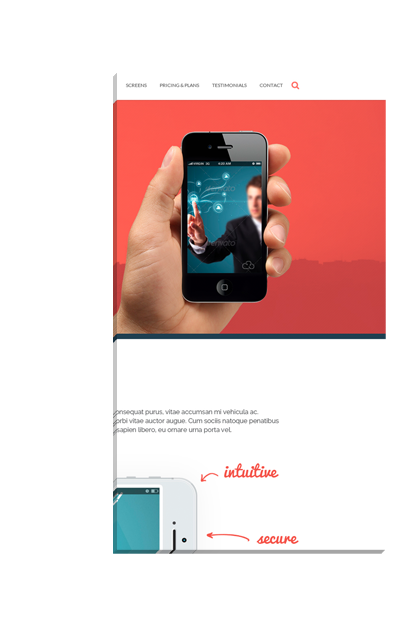 SCREENS PRICING & PLANS TESTIMONIALS CONTACT
onsequat purus, vitae accumsan mi vehicula ac.
orbi vitae auctor augue. Cum sociis natoque penatibus
sapien libero, eu ornare urna porta vel.
intuitive
secure